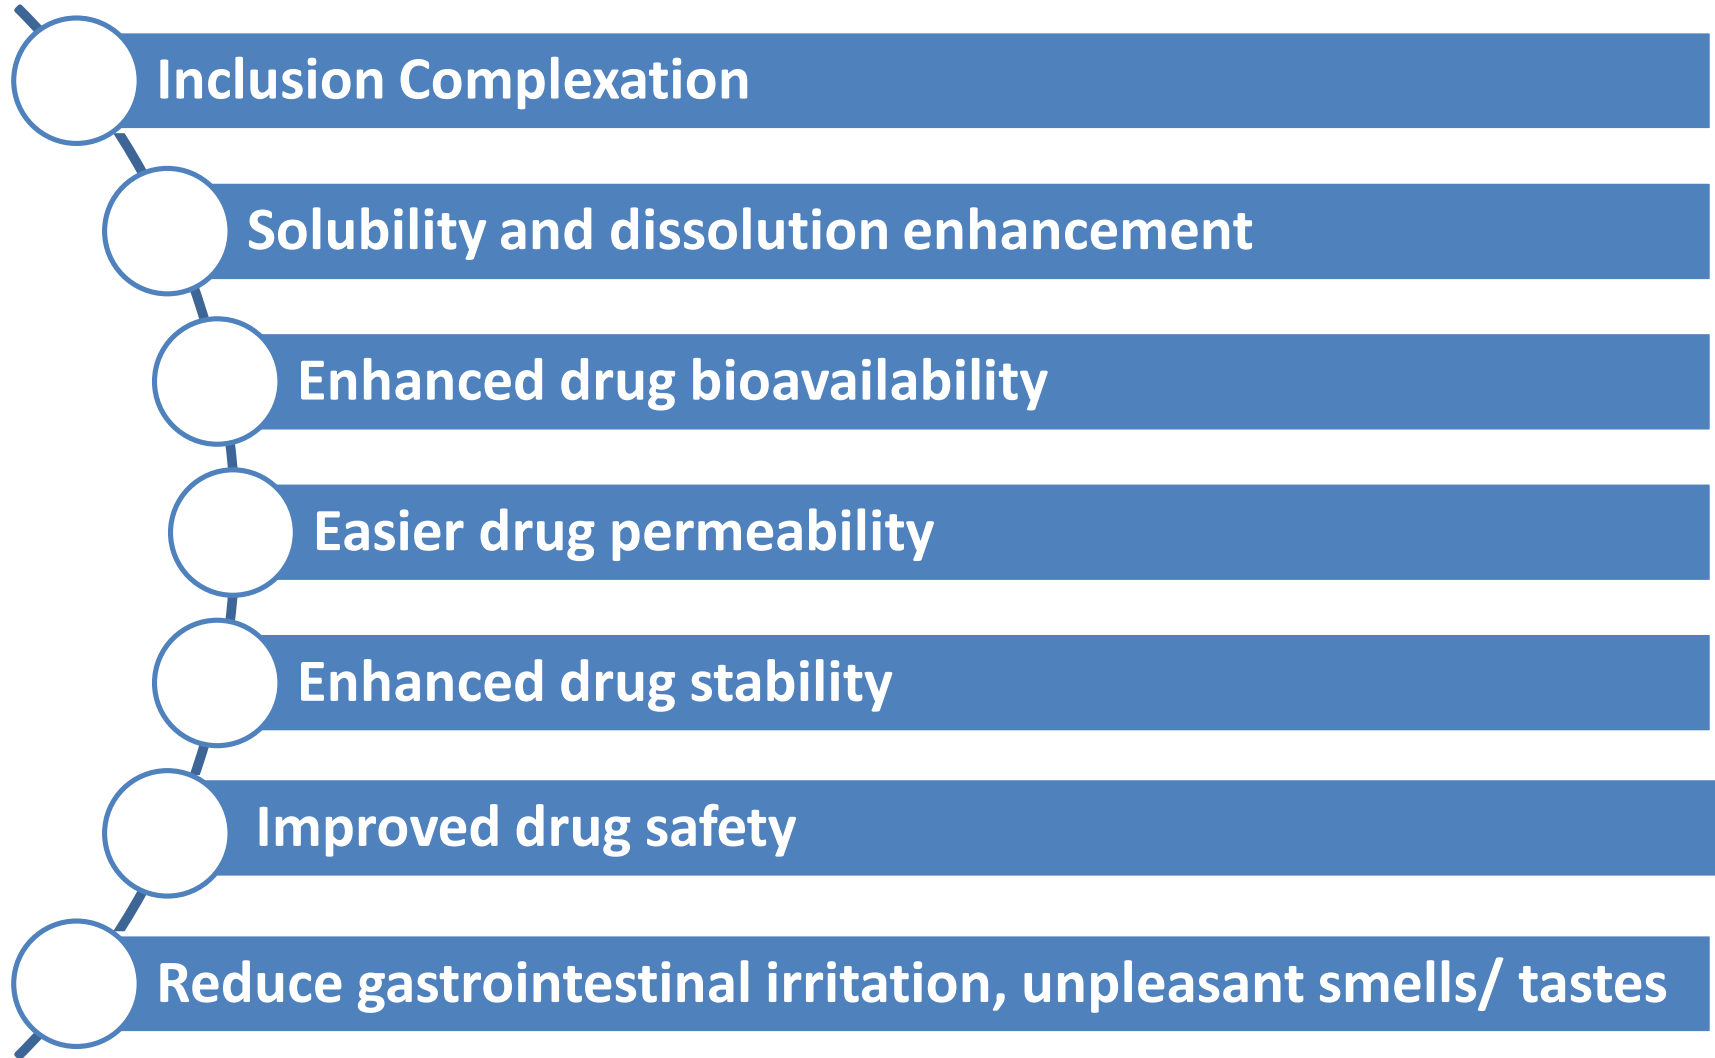 Inclusion Complexation
Solubility and dissolution enhancement
Enhanced drug bioavailability
Easier drug permeability
Enhanced drug stability
Improved drug safety
Reduce gastrointestinal irritation, unpleasant smells/ tastes